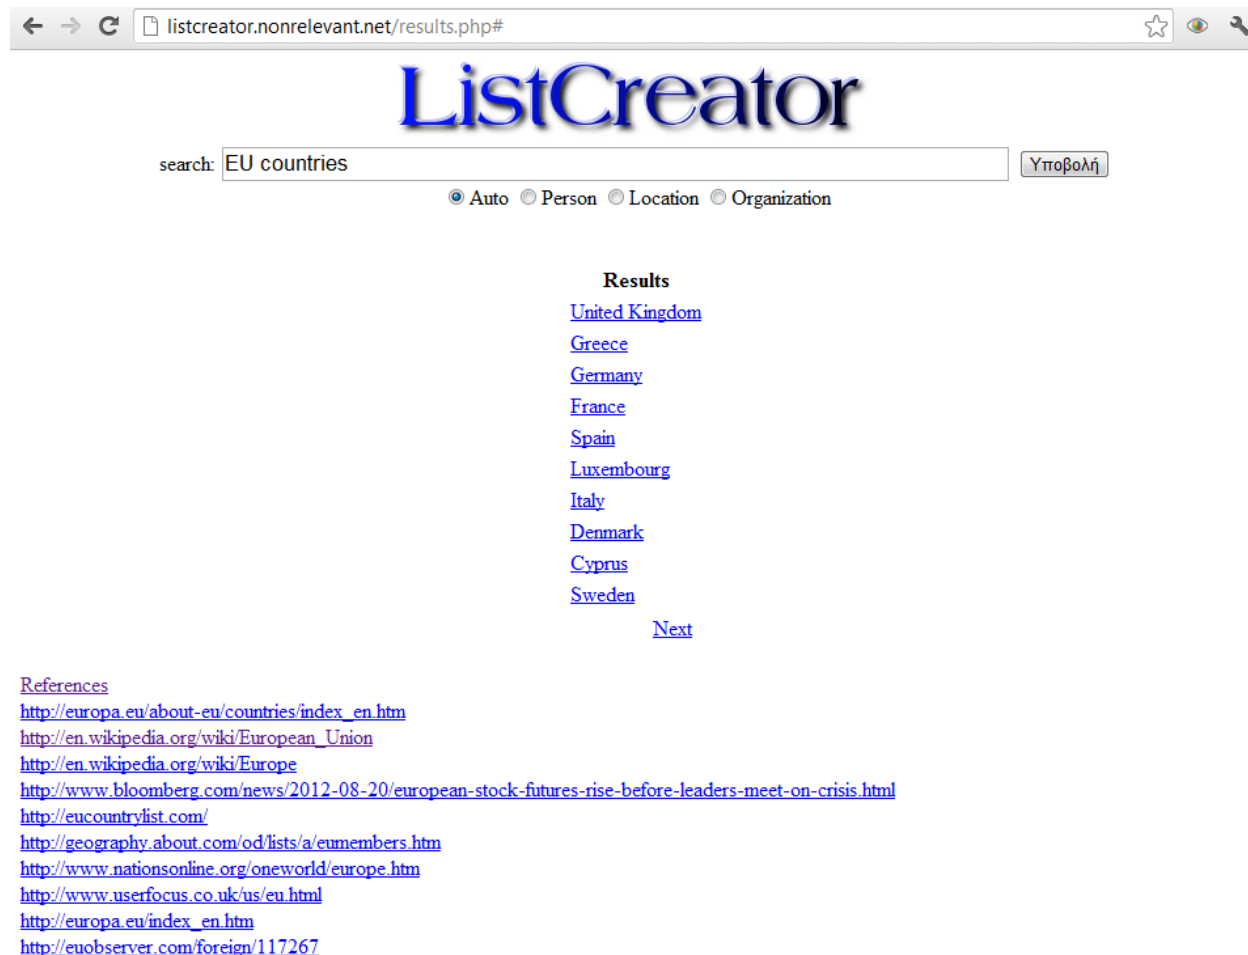 listcreator.nonrelevant.net/results.php#
ListCreator
search: EU countries Υποβολή
Auto Person Location Organization
Results
United Kingdom
Greece
Germany
France
Spain
Luxembourg
Italy
Denmark
Cyprus
Sweden
Next
References
http://europa.eu/about-eu/countries/index_en.htm
http://en.wikipedia.org/wiki/European_Union
http://en.wikipedia.org/wiki/Europe
http://www.bloomberg.com/news/2012-08-20/european-stock-futures-rise-before-leaders-meet-on-crisis.html
http://eucountrylist.com/
http://geography.about.com/od/lists/a/eumembers.htm
http://www.nationsonline.org/oneworld/europe.htm
http://www.userfocus.co.uk/us/eu.html
http://europa.eu/index_en.htm
http://euobserver.com/foreign/117267